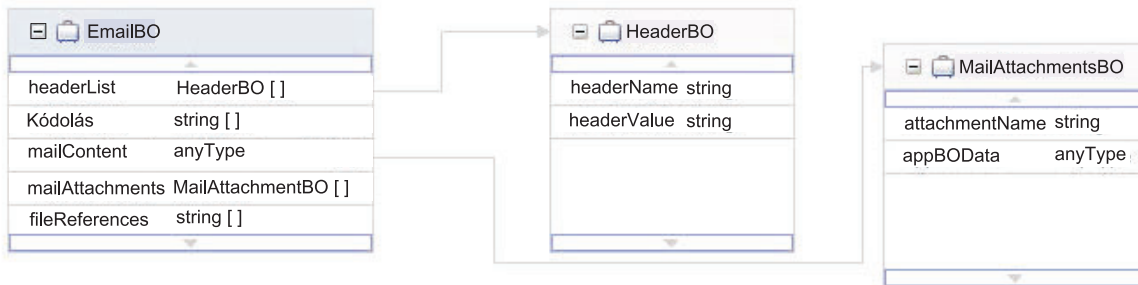 EmailBO
headerList HeaderBO [ ]
Kódolás string [ ]
mailContent anyType
mailAttachments MailAttachmentBO [ ]
fileReferences string [ ]
HeaderBO
headerName string
headerValue string
MailAttachmentsBO
attachmentName string
appBOData anyType